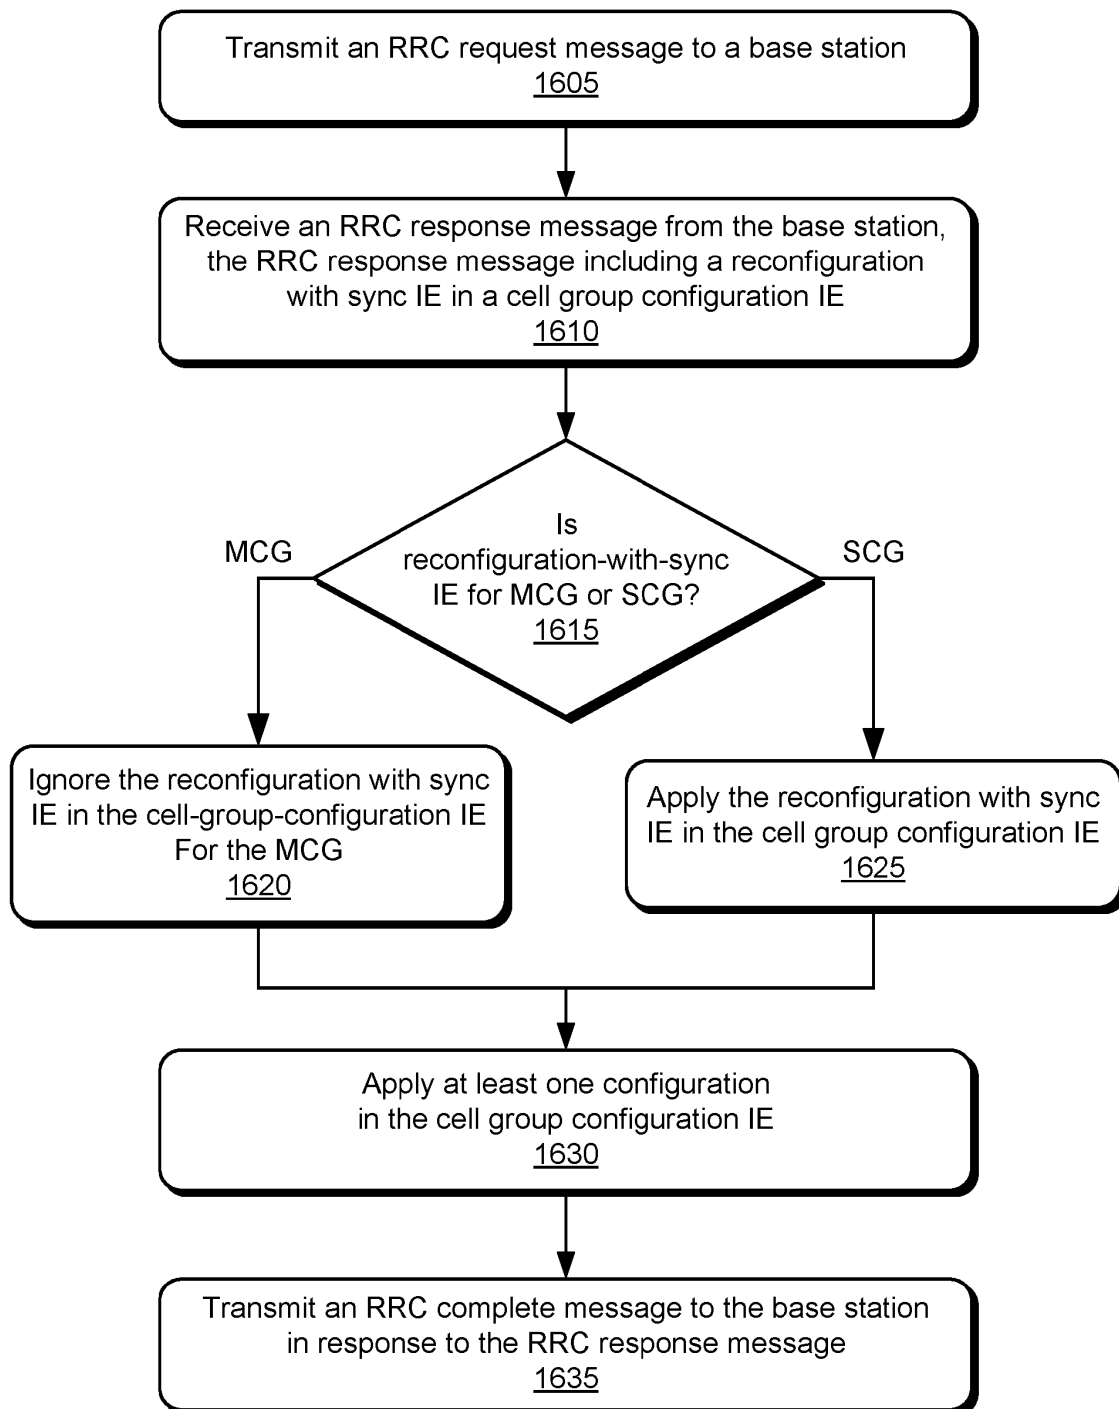 Transmit an RRC request message to a base station
1605
Receive an RRC response message from the base station,
the RRC response message including a reconfiguration
with sync IE in a cell group configuration IE
1610
Is
reconfiguration-with-sync
IE for MCG or SCG?
1615
MCG
SCG
Ignore the reconfiguration with sync
IE in the cell-group-configuration IE
For the MCG
1620
Apply the reconfiguration with sync
IE in the cell group configuration IE
1625
Apply at least one configuration
in the cell group configuration IE
1630
Transmit an RRC complete message to the base station
in response to the RRC response message
1635